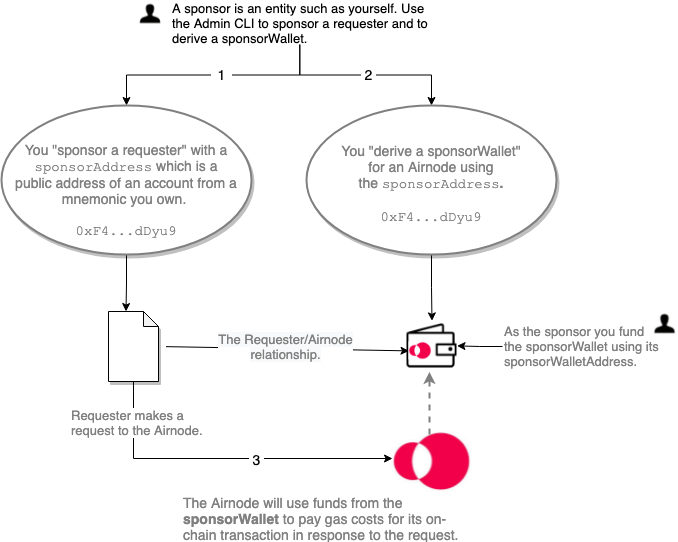 A sponsor is an entity such as yourself. Use
the Admin CLI to sponsor a requester and to
derive a sponsorWallet.
1
2
You "sponsor a requester" with a
sponsorAddress which is a
public address of an account from a
mnemonic you own.
0xF4...dDyu9
You "derive a sponsorWallet"
for an Airnode using
the sponsorAddress.
0xF4...dDyu9
The Requester/Airnode
relationship.
As the sponsor you fund
the sponsorWallet using its
sponsorWalletAddress.
Requester makes a
request to the Airnode.
3
The Airnode will use funds from the
sponsorWallet to pay gas costs for its on-
chain transaction in response to the request.